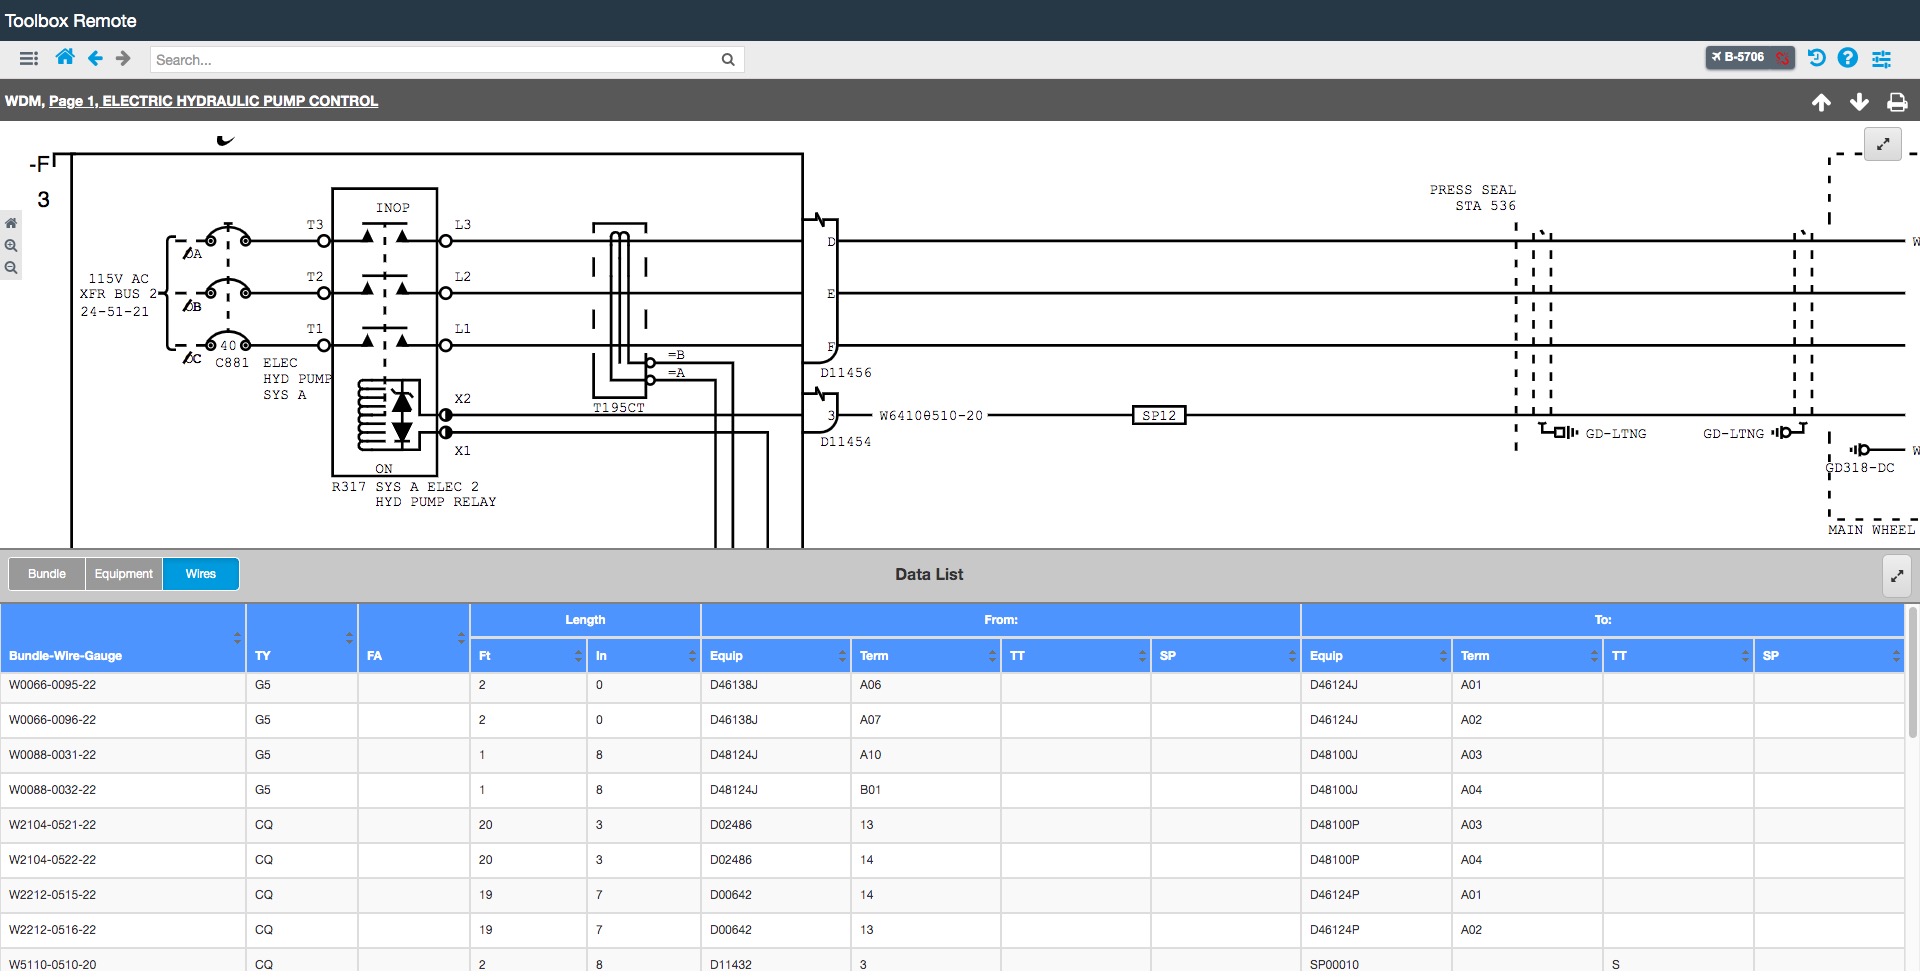 Toolbox Remote
Search...
B-5706
WDM, Page 1, ELECTRIC HYDRAULIC PUMP CONTROL
-F
3
PRESS SEAL
STA 536
INOP
T3
L3
D
W
ØA
115V AC
XFR BUS 2
24-51-21
T2
L2
E
ØB
T1
L1
F
ØC
40
C881
ELEC
HYD PUMP
SYS A
=B
=A
D11456
X2
T195CT
3
W6410
510-20
SP12
D11454
GD-LTNG
GD-LTNG
X1
W
GD318-DC
ON
R317 SYS A ELEC 2
HYD PUMP RELAY
MAIN WHEEL
Bundle
Equipment
Wires
Data List
Length
From:
To:
Bundle-Wire-Gauge TY FA Ft In Equip Term TT SP Equip Term TT SP
W0066-0095-22 G5 2 0 D46138J A06 D46124J A01
W0066-0096-22 G5 2 0 D46138J A07 D46124J A02
W0088-0031-22 G5 1 8 D48124J A10 D48100J A03
W0088-0032-22 G5 1 8 D48124J B01 D48100J A04
W2104-0521-22 CQ 20 3 D02486 13 D48100P A03
W2104-0522-22 CQ 20 3 D02486 14 D48100P A04
W2212-0515-22 CQ 19 7 D00642 14 D46124P A01
W2212-0516-22 CQ 19 7 D00642 13 D46124P A02
W5110-0510-20 CQ 2 8 D11432 3 SP00010 S